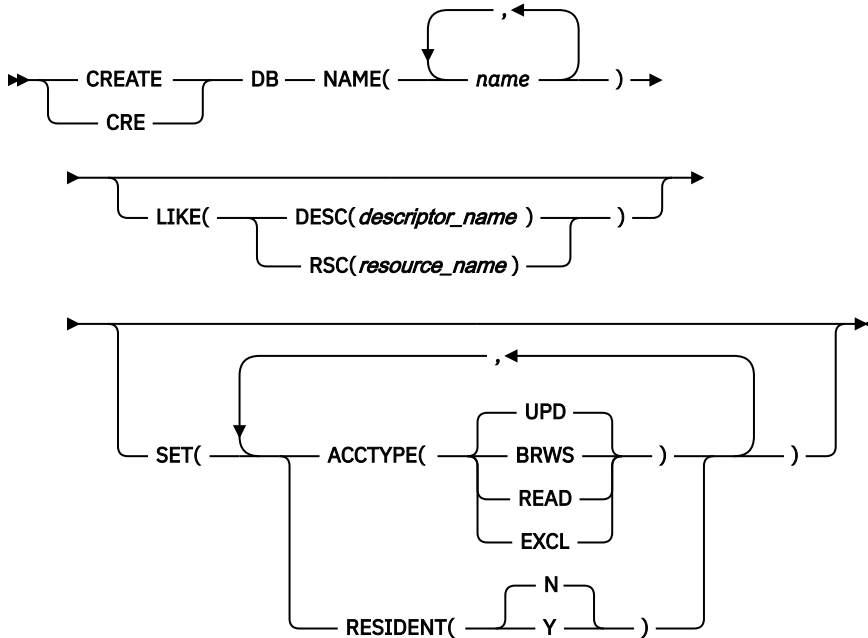 ,
CREATE DB NAME( name )
CRE
LIKE( DESC(descriptor_name) )
RSC(resource_name)
,
UPD
SET( ACCTYPE( BRWS ) )
READ
EXCL
N
RESIDENT( Y )